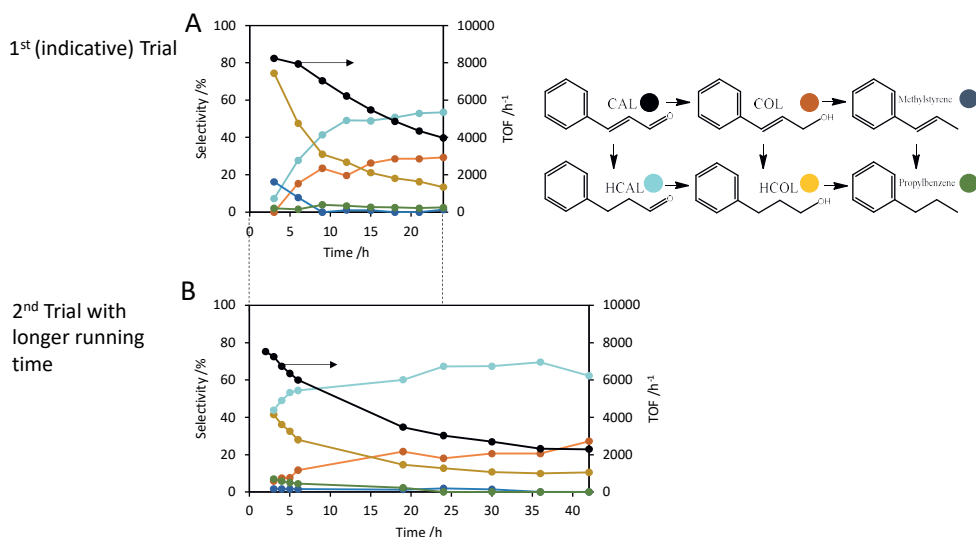 1st (indicative) Trial
A
Selectivity /%
100
80
60
40
20
0
10000
8000
6000
4000
2000
0
TOF /h-1
0 5 10 15 20
Time /h
CAL
COL
Methylstyrene
O
OH
HCAL
HCOL
Propylbenzene
O
OH
2nd Trial with
longer running
time
B
Selectivity /%
100
80
60
40
20
0
10000
8000
6000
4000
2000
0
TOF /h-1
0 5 10 15 20 25 30 35 40
Time /h